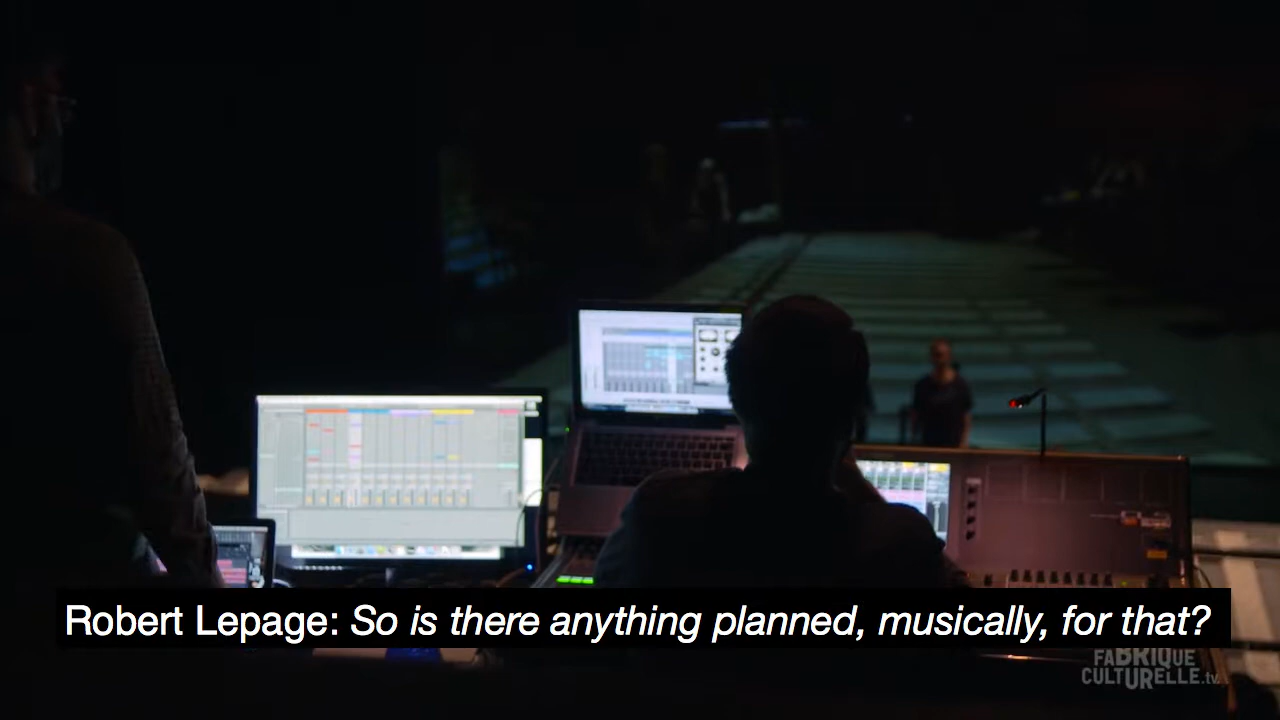 Robert Lepage: So is there anything planned, musically, for that?
FABRIQUE
CULTURELLE.tv